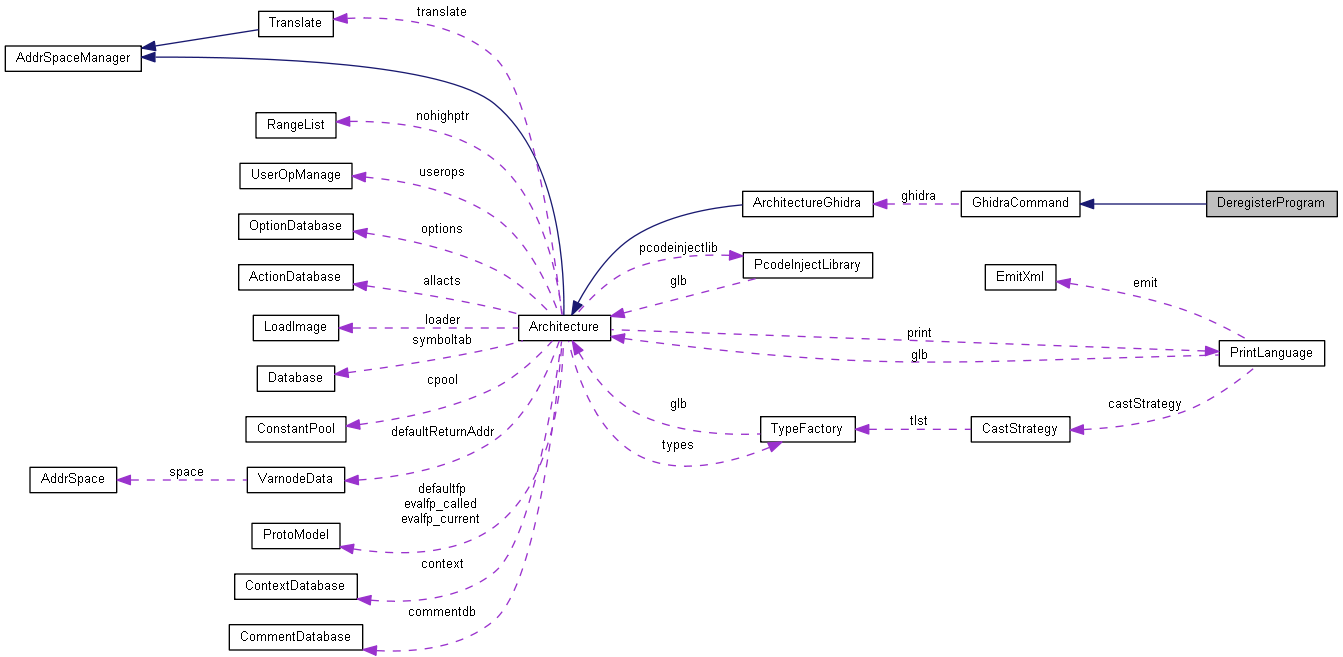 translate
Translate
AddrSpaceManager
nohighptr
RangeList
userops
UserOpManage
options
OptionDatabase
allacts
ActionDatabase
loader
LoadImage
symboltab
Database
cpool
ConstantPool
defaultReturnAddr
space
AddrSpace
VarnodeData
defaultfp
evalfp_called
evalfp_current
ProtoModel
context
ContextDatabase
commentdb
CommentDatabase
Architecture
ArchitectureGhidra
ghidra
GhidraCommand
DeregisterProgram
pcodeinjectlib
PcodeInjectLibrary
glb
print
glb
EmitXml
emit
PrintLanguage
castStrategy
glb
TypeFactory
tlst
CastStrategy
types